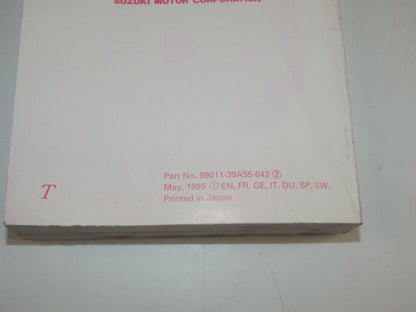 SUZUKI MOTOR CORPORATION
Part No. 99011-39A55-042 ②
May, 1995 Ⓣ EN, FR, GE, IT, DU, SP, SW,
Printed in Japan
T